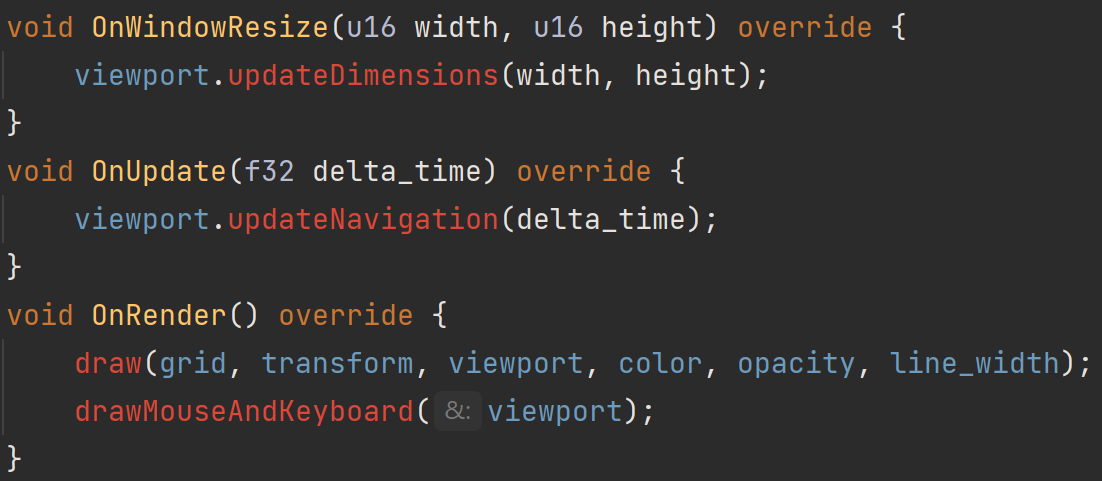 void OnWindowResize(u16 width, u16 height) override {
    viewport.updateDimensions(width, height);
}
void OnUpdate(f32 delta_time) override {
    viewport.updateNavigation(delta_time);
}
void OnRender() override {
    draw(grid, transform, viewport, color, opacity, line_width);
    drawMouseAndKeyboard( &: viewport);
}